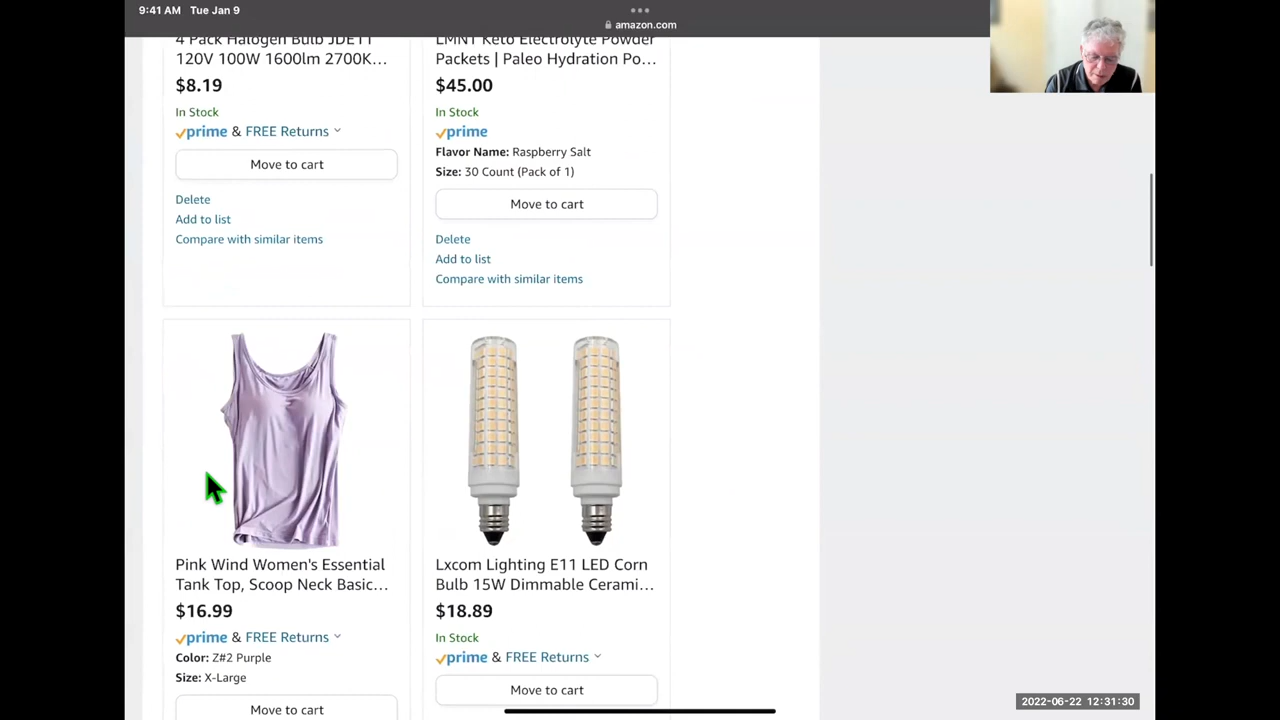 9:41 AM Tue Jan 9
amazon.com
4 Pack Halogen Bulb JDE11
120V 100W 1600lm 2700K...
$8.19
In Stock
prime & FREE Returns
Move to cart
Delete
Add to list
Compare with similar items
LMNT Keto Electrolyte Powder
Packets | Paleo Hydration Po...
$45.00
In Stock
prime
Flavor Name: Raspberry Salt
Size: 30 Count (Pack of 1)
Move to cart
Delete
Add to list
Compare with similar items
Pink Wind Women's Essential
Tank Top, Scoop Neck Basic...
$16.99
prime & FREE Returns
Color: Z#2 Purple
Size: X-Large
Move to cart
Lxcom Lighting E11 LED Corn
Bulb 15W Dimmable Cerami...
$18.89
In Stock
prime & FREE Returns
Move to cart
2022-06-22 12:31:30